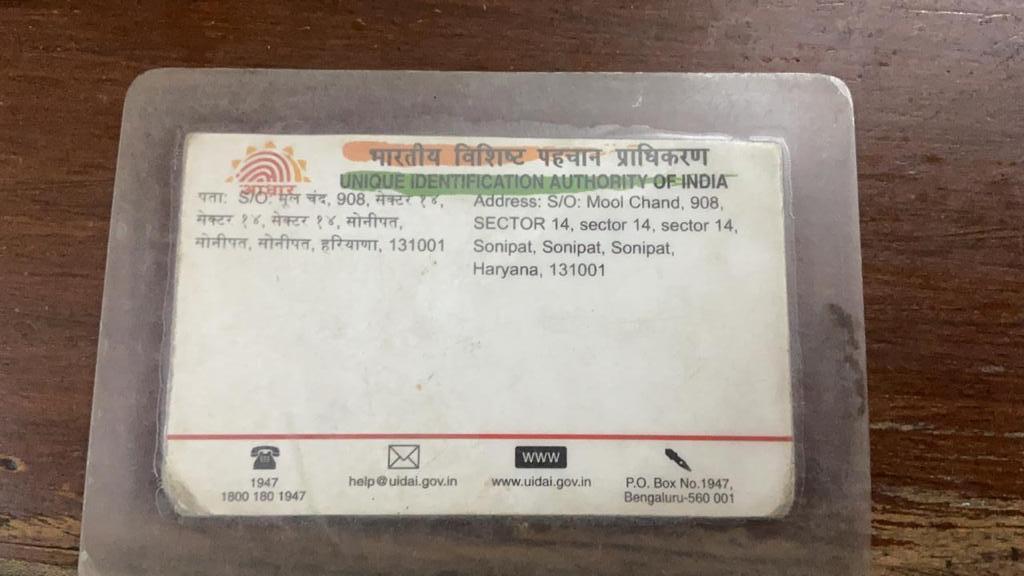 भारतीय विशिष्ट पहचान प्राधिकरण
UNIQUE IDENTIFICATION AUTHORITY OF INDIA
आधार
पता: S/O: मूल चंद, 908, सेक्टर १४,
सेक्टर १४, सेक्टर १४, सोनीपत,
सोनीपत, सोनीपत, हरियाणा, 131001
Address: S/O: Mool Chand, 908,
SECTOR 14, sector 14, sector 14,
Sonipat, Sonipat, Sonipat,
Haryana, 131001
1947
1800 180 1947
help@uidai.gov.in
WWW
www.uidai.gov.in
P.O. Box No.1947,
Bengaluru-560 001